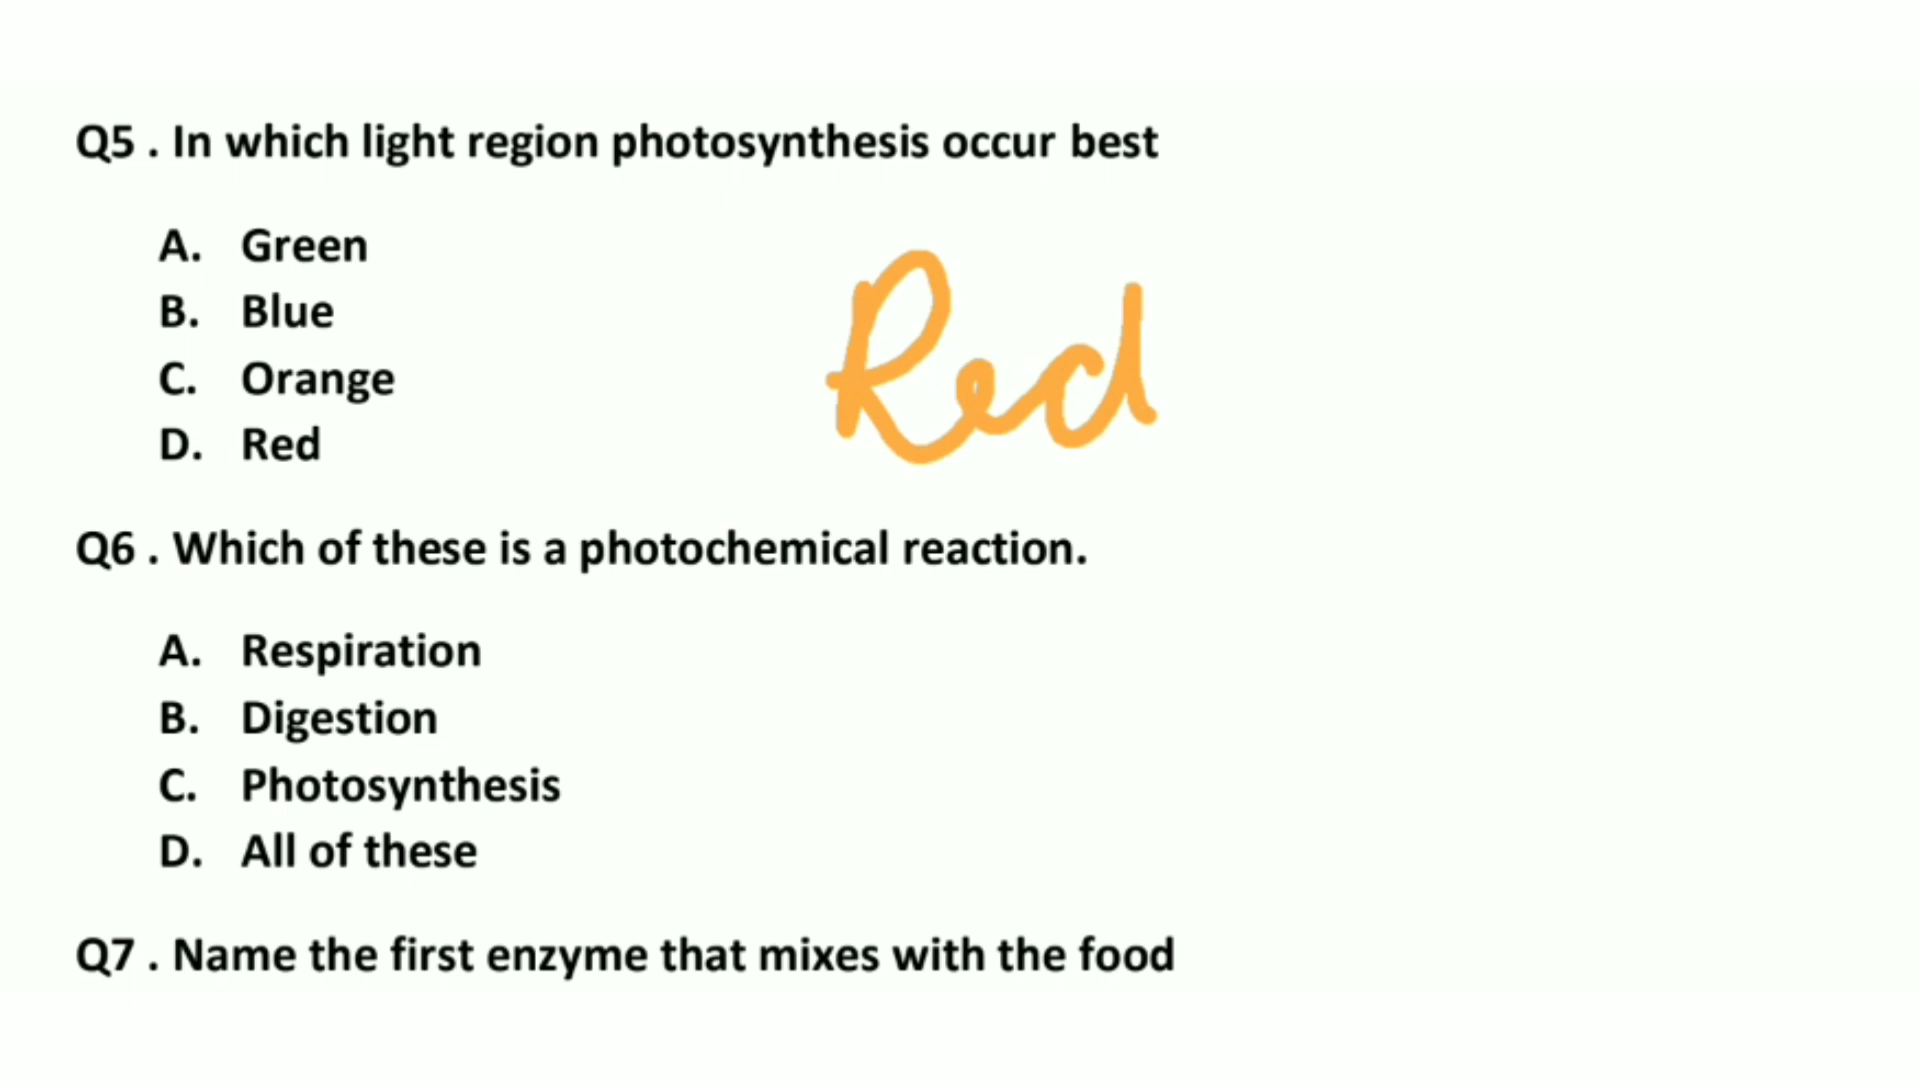 Q5 . In which light region photosynthesis occur best
A. Green
B. Blue
C. Orange
D. Red
Red
Q6 . Which of these is a photochemical reaction.
A. Respiration
B. Digestion
C. Photosynthesis
D. All of these
Q7 . Name the first enzyme that mixes with the food